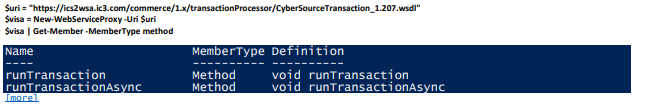 $uri = "https://ics2wsa.ic3.com/commerce/1.x/transactionProcessor/CyberSourceTransaction_1.207.wsdl"
$visa = New-WebServiceProxy -Uri $uri
$visa | Get-Member -MemberType method
Name MemberType Definition
---- ---------- ----------
runTransaction Method void runTransaction
runTransactionAsync Method void runTransactionAsync
[more]